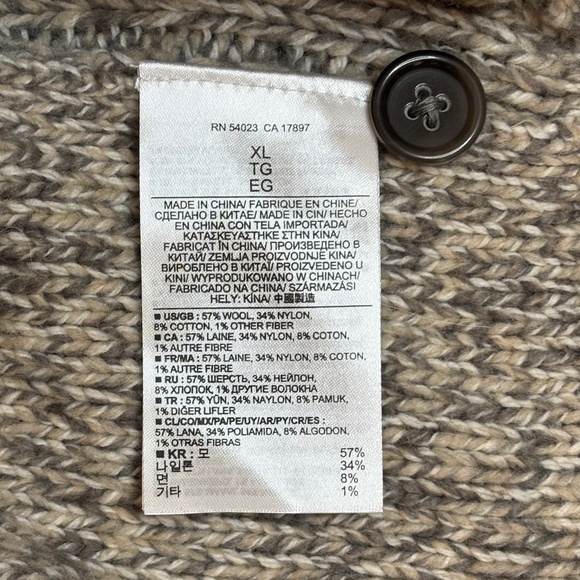 RN 54023 CA 17897
XL
TG
EG
MADE IN CHINA/ FABRIQUE EN CHINE/
СДЕЛАНО В КИТАЕ/ MADE IN CIN/ HECHO
EN CHINA CON TELA IMPORTADA/
ΚΑΤΑΣΚΕΥΑΣΤΗΚΕ ΣΤΗΝ ΚΙΝΑ/
FABRICAT ÎN CHINA/ ПРОИЗВЕДЕНО В
КИТАЙ/ ZEMLJA PROIZVODNJE KINA/
ВИРОБЛЕНО В КИТАЇ/ PROIZVEDENO U
KINI/ WYPRODUKOWANO W CHINACH/
FABRICADO NA CHINA/ SZÁRMAZÁSI
HELY: KÍNA/ 中國製造
■ US/GB : 57% WOOL, 34% NYLON,
8% COTTON, 1% OTHER FIBER
■ CA : 57% LAINE, 34% NYLON, 8% COTON,
1% AUTRE FIBRE
■ FR/MA : 57% LAINE, 34% NYLON, 8% COTON,
1% AUTRE FIBRE
■ RU : 57% ШЕРСТЬ, 34% НЕЙЛОН,
8% ХЛОПОК, 1% ДРУГИЕ ВОЛОКНА
■ TR : 57% YÜN, 34% NAYLON, 8% PAMUK,
1% DİĞER LIFLER
■ CL/CO/MX/PA/PE/UY/AR/PY/CR/ES :
57% LANA, 34% POLIAMIDA, 8% ALGODON,
1% OTRAS FIBRAS
■ KR : 모 57%
나일론 34%
면 8%
기타 1%